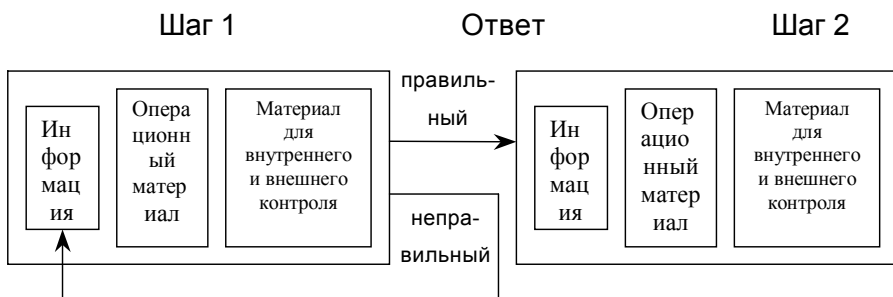 Шаг 1
Ответ
Шаг 2
Ин
фор
мац
ия
Опера
ционн
ый
матер
иал
Материал
для
внутреннего
и внешнего
контроля
правиль-
ный
непра-
вильный
Ин
фор
мац
ия
Опер
ацио
нный
матер
иал
Материал
для
внутреннего
и внешнего
контроля